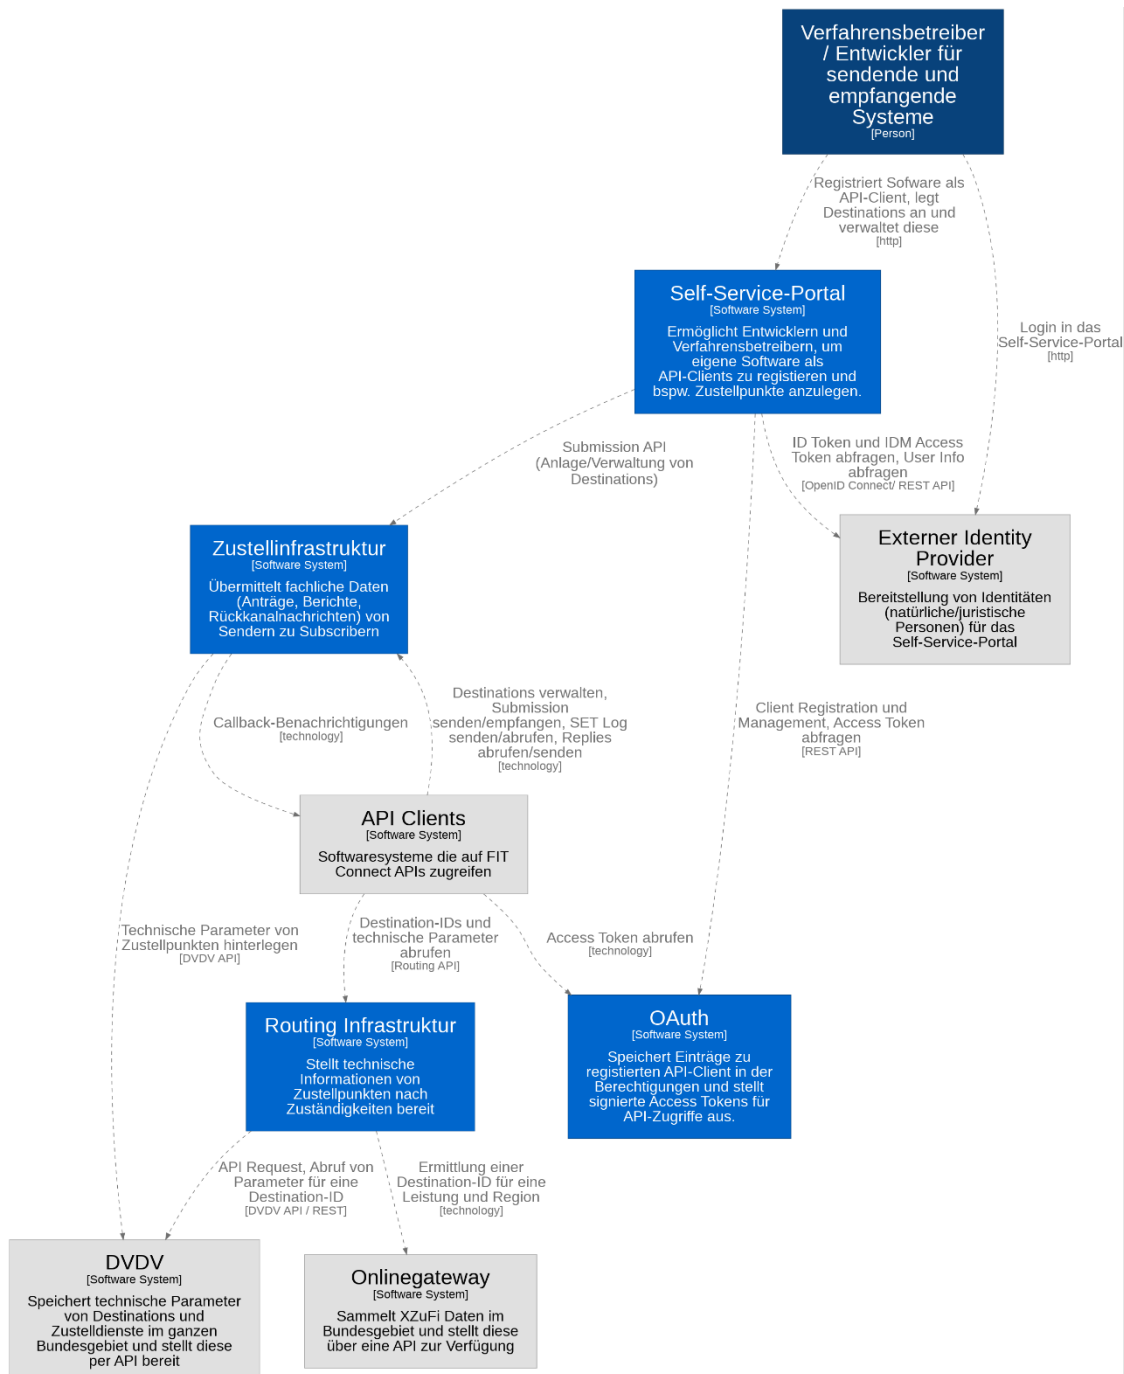 Verfahrensbetreiber
/ Entwickler für
sendende und
empfangende
Systeme
[Person]
Registriert Sofware als
API-Client, legt
Destinations an und
verwaltet diese
[http]
Login in das
Self-Service-Portal
[http]
Self-Service-Portal
[Software System]
Ermöglicht Entwicklern und
Verfahrensbetreibern, um
eigene Software als
API-Clients zu registieren und
bspw. Zustellpunkte anzulegen.
Submission API
(Anlage/Verwaltung von
Destinations)
ID Token und IDM Access
Token abfragen, User Info
abfragen
[OpenID Connect/ REST API]
Zustellinfrastruktur
[Software System]
Übermittelt fachliche Daten
(Anträge, Berichte,
Rückkanalnachrichten) von
Sendern zu Subscribern
Externer Identity
Provider
[Software System]
Bereitstellung von Identitäten
(natürliche/juristische
Personen) für das
Self-Service-Portal
Callback-Benachrichtigungen
[technology]
Destinations verwalten,
Submission
senden/empfangen, SET Log
senden/abrufen, Replies
abrufen/senden
[technology]
Client Registration und
Management, Access Token
abfragen
[REST API]
API Clients
[Software System]
Softwaresysteme die auf FIT
Connect APIs zugreifen
Technische Parameter von
Zustellpunkten hinterlegen
[DVDV API]
Destination-IDs und
technische Parameter
abrufen
[Routing API]
Access Token abrufen
[technology]
Routing Infrastruktur
[Software System]
Stellt technische
Informationen von
Zustellpunkten nach
Zuständigkeiten bereit
OAuth
[Software System]
Speichert Einträge zu
registierten API-Client in der
Berechtigungen und stellt
signierte Access Tokens für
API-Zugriffe aus.
API Request, Abruf von
Parameter für eine
Destination-ID
[DVDV API / REST]
Ermittlung einer
Destination-ID für eine
Leistung und Region
[technology]
DVDV
[Software System]
Speichert technische Parameter
von Destinations und
Zustelldienste im ganzen
Bundesgebiet und stellt diese
per API bereit
Onlinegateway
[Software System]
Sammelt XZuFi Daten im
Bundesgebiet und stellt diese
über eine API zur Verfügung